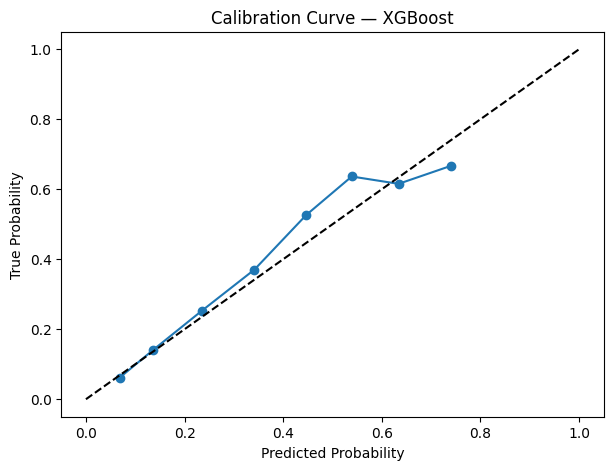 Calibration Curve — XGBoost
True Probability
1.0
0.8
0.6
0.4
0.2
0.0
0.0 0.2 0.4 0.6 0.8 1.0
Predicted Probability